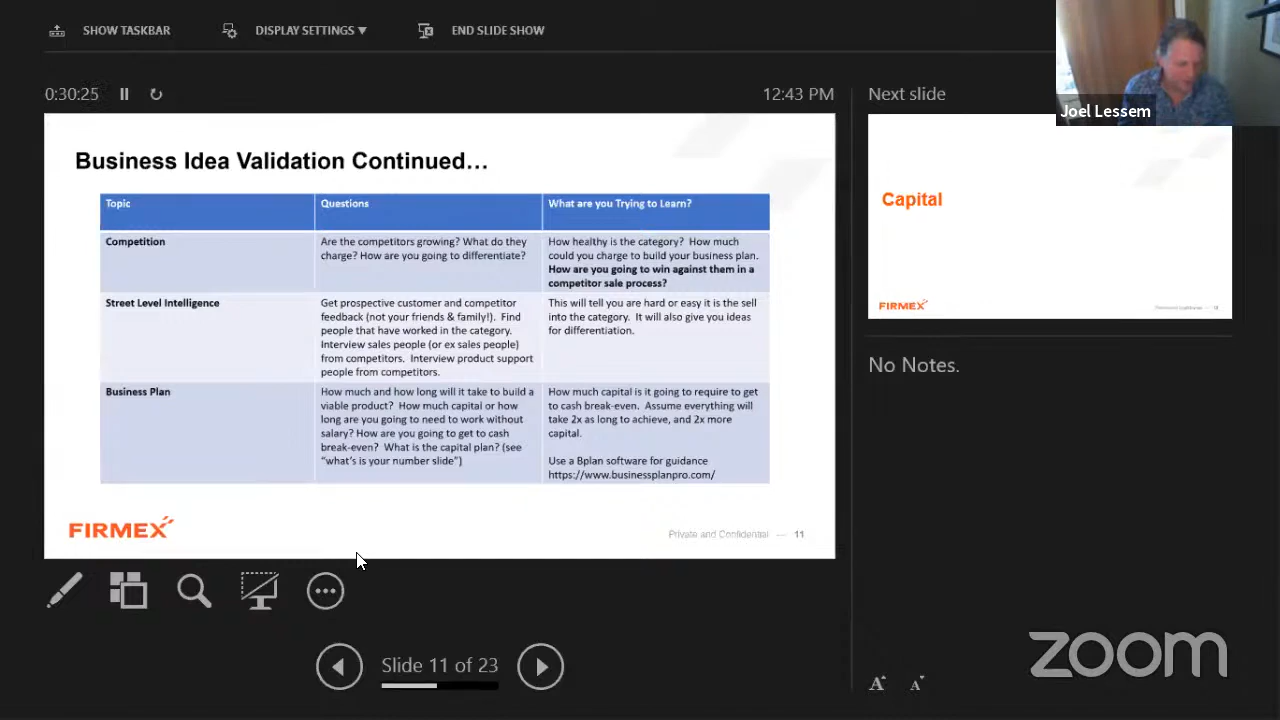 SHOW TASKBAR
DISPLAY SETTINGS ▼
END SLIDE SHOW
0:30:25
12:43 PM
Next slide
Joel Lessem
Business Idea Validation Continued…
Topic
Questions
What are you Trying to Learn?
Competition
Are the competitors growing? What do they
charge? How are you going to differentiate?
How healthy is the category? How much
could you charge to build your business plan.
How are you going to win against them in a
competitor sale process?
Street Level Intelligence
Get prospective customer and competitor
feedback (not your friends & family!). Find
people that have worked in the category.
Interview sales people (or ex sales people)
from competitors. Interview product support
people from competitors.
This will tell you are hard or easy it is the sell
into the category. It will also give you ideas
for differentiation.
Business Plan
How much and how long will it take to build a
viable product? How much capital or how
long are you going to need to work without
salary? How are you going to get to cash
break-even? What is the capital plan? (see
“what’s is your number slide”)
How much capital is it going to require to get
to cash break-even. Assume everything will
take 2x as long to achieve, and 2x more
capital.
Use a Bplan software for guidance
https://www.businessplanpro.com/
FIRMEX
Private and Confidential — 11
Capital
FIRMEX
No Notes.
Slide 11 of 23
A A
zoom